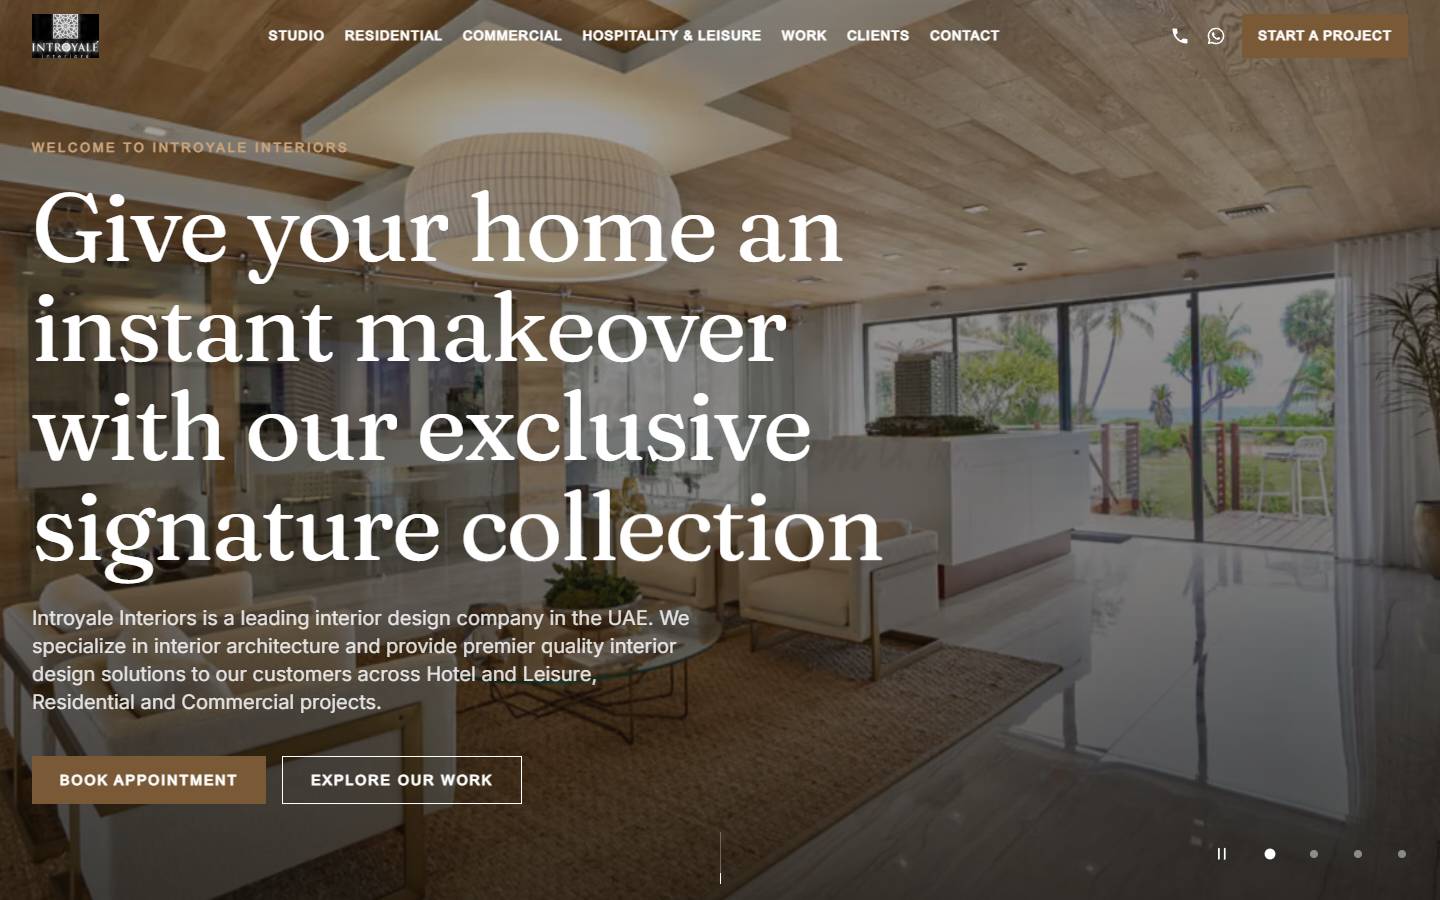 INTROYALE
interiors
STUDIO RESIDENTIAL COMMERCIAL HOSPITALITY & LEISURE WORK CLIENTS CONTACT
START A PROJECT
WELCOME TO INTROYALE INTERIORS
Give your home an
instant makeover
with our exclusive
signature collection
Introyale Interiors is a leading interior design company in the UAE. We
specialize in interior architecture and provide premier quality interior
design solutions to our customers across Hotel and Leisure,
Residential and Commercial projects.
BOOK APPOINTMENT EXPLORE OUR WORK